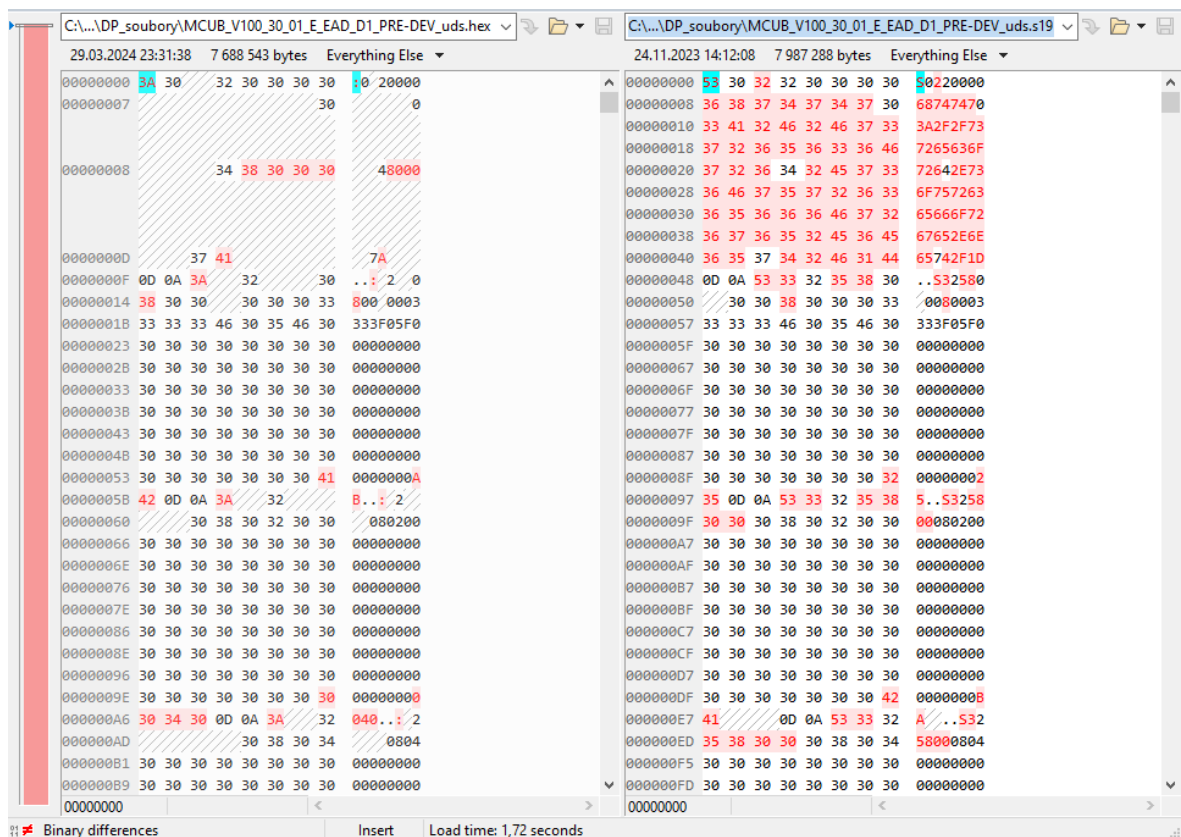 C:\...\DP_soubory\MCUB_V100_30_01_E_EAD_D1_PRE-DEV_uds.hex
29.03.2024 23:31:38 7 688 543 bytes Everything Else
00000000 3A 30 32 30 30 30 30 :0 20000
00000007 30 0
00000008 34 38 30 30 30 48000
0000000D 37 41 7A
0000000F 0D 0A 3A 32 30 ..: 2 0
00000014 38 30 30 30 30 30 33 800 0003
0000001B 33 33 33 46 30 35 46 30 333F05F0
00000023 30 30 30 30 30 30 30 30 00000000
0000002B 30 30 30 30 30 30 30 30 00000000
00000033 30 30 30 30 30 30 30 30 00000000
0000003B 30 30 30 30 30 30 30 30 00000000
00000043 30 30 30 30 30 30 30 30 00000000
0000004B 30 30 30 30 30 30 30 30 00000000
00000053 30 30 30 30 30 30 30 41 0000000A
0000005B 42 0D 0A 3A 32 B..: 2
00000060 30 38 30 32 30 30 080200
00000066 30 30 30 30 30 30 30 30 00000000
0000006E 30 30 30 30 30 30 30 30 00000000
00000076 30 30 30 30 30 30 30 30 00000000
0000007E 30 30 30 30 30 30 30 30 00000000
00000086 30 30 30 30 30 30 30 30 00000000
0000008E 30 30 30 30 30 30 30 30 00000000
00000096 30 30 30 30 30 30 30 30 00000000
0000009E 30 30 30 30 30 30 30 30 00000000
000000A6 30 34 30 0D 0A 3A 32 040..: 2
000000AD 30 38 30 34 0804
000000B1 30 30 30 30 30 30 30 30 00000000
000000B9 30 30 30 30 30 30 30 30 00000000
00000000
C:\...\DP_soubory\MCUB_V100_30_01_E_EAD_D1_PRE-DEV_uds.s19
24.11.2023 14:12:08 7 987 288 bytes Everything Else
00000000 53 30 32 32 30 30 30 30 S0220000
00000008 36 38 37 34 37 34 37 30 68747470
00000010 33 41 32 46 32 46 37 33 3A2F2F73
00000018 37 32 36 35 36 33 36 46 7265636F
00000020 37 32 36 34 32 45 37 33 72642E73
00000028 36 46 37 35 37 32 36 33 6F757263
00000030 36 35 36 36 36 46 37 32 65666F72
00000038 36 37 36 35 32 45 36 45 67652E6E
00000040 36 35 37 34 32 46 31 44 65742F1D
00000048 0D 0A 53 33 32 35 38 30 ..S32580
00000050 30 30 38 30 30 30 33 0080003
00000057 33 33 33 46 30 35 46 30 333F05F0
0000005F 30 30 30 30 30 30 30 30 00000000
00000067 30 30 30 30 30 30 30 30 00000000
0000006F 30 30 30 30 30 30 30 30 00000000
00000077 30 30 30 30 30 30 30 30 00000000
0000007F 30 30 30 30 30 30 30 30 00000000
00000087 30 30 30 30 30 30 30 30 00000000
0000008F 30 30 30 30 30 30 30 32 00000002
00000097 35 0D 0A 53 33 32 35 38 5..S3258
0000009F 30 30 30 38 30 32 30 30 00080200
000000A7 30 30 30 30 30 30 30 30 00000000
000000AF 30 30 30 30 30 30 30 30 00000000
000000B7 30 30 30 30 30 30 30 30 00000000
000000BF 30 30 30 30 30 30 30 30 00000000
000000C7 30 30 30 30 30 30 30 30 00000000
000000CF 30 30 30 30 30 30 30 30 00000000
000000D7 30 30 30 30 30 30 30 30 00000000
000000DF 30 30 30 30 30 30 30 42 0000000B
000000E7 41 0D 0A 53 33 32 A ..S32
000000ED 35 38 30 30 30 38 30 34 58000804
000000F5 30 30 30 30 30 30 30 30 00000000
000000FD 30 30 30 30 30 30 30 30 00000000
00000000
Binary differences Insert Load time: 1,72 seconds